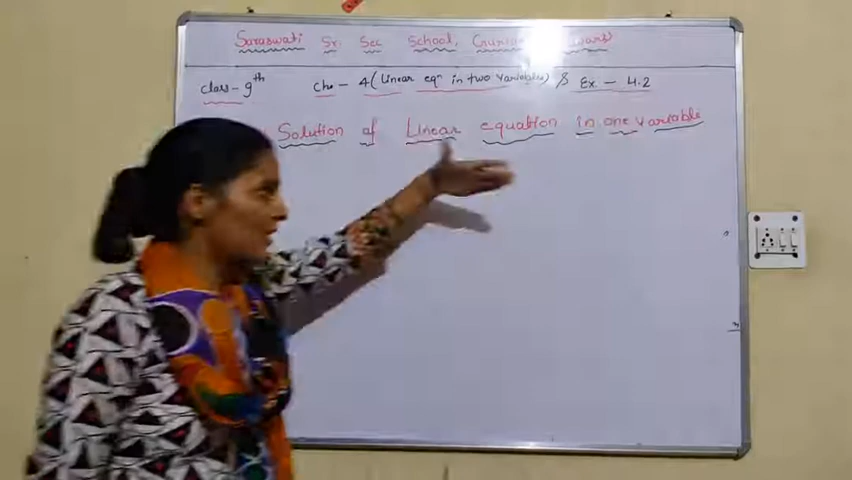 Saraswati Sr. Sec School,
class - 9th Ch:- 4 (Linear eqn in two Variables) & Ex - 4.2
Solution of Linear equation in one variable